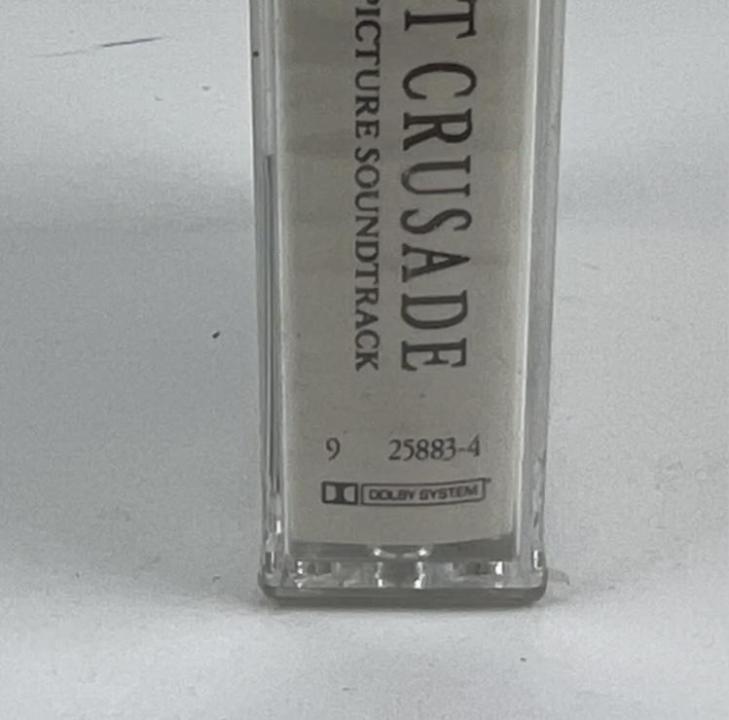 T CRUSADE
PICTURE SOUNDTRACK
9 25883-4
DOLBY SYSTEM